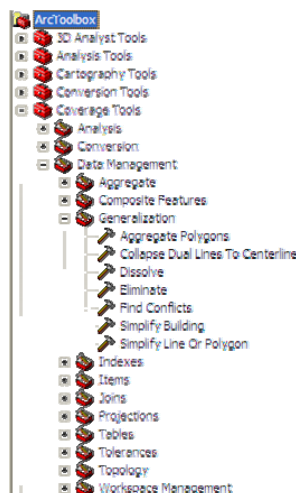 ArcToolbox
3D Analyst Tools
Analysis Tools
Cartography Tools
Conversion Tools
Coverage Tools
Analysis
Conversion
Data Management
Aggregate
Composite Features
Generalization
Aggregate Polygons
Collapse Dual Lines To Centerline
Dissolve
Eliminate
Find Conflicts
Simplify Building
Simplify Line Or Polygon
Indexes
Items
Joins
Projections
Tables
Tolerances
Topology
Workspace Management